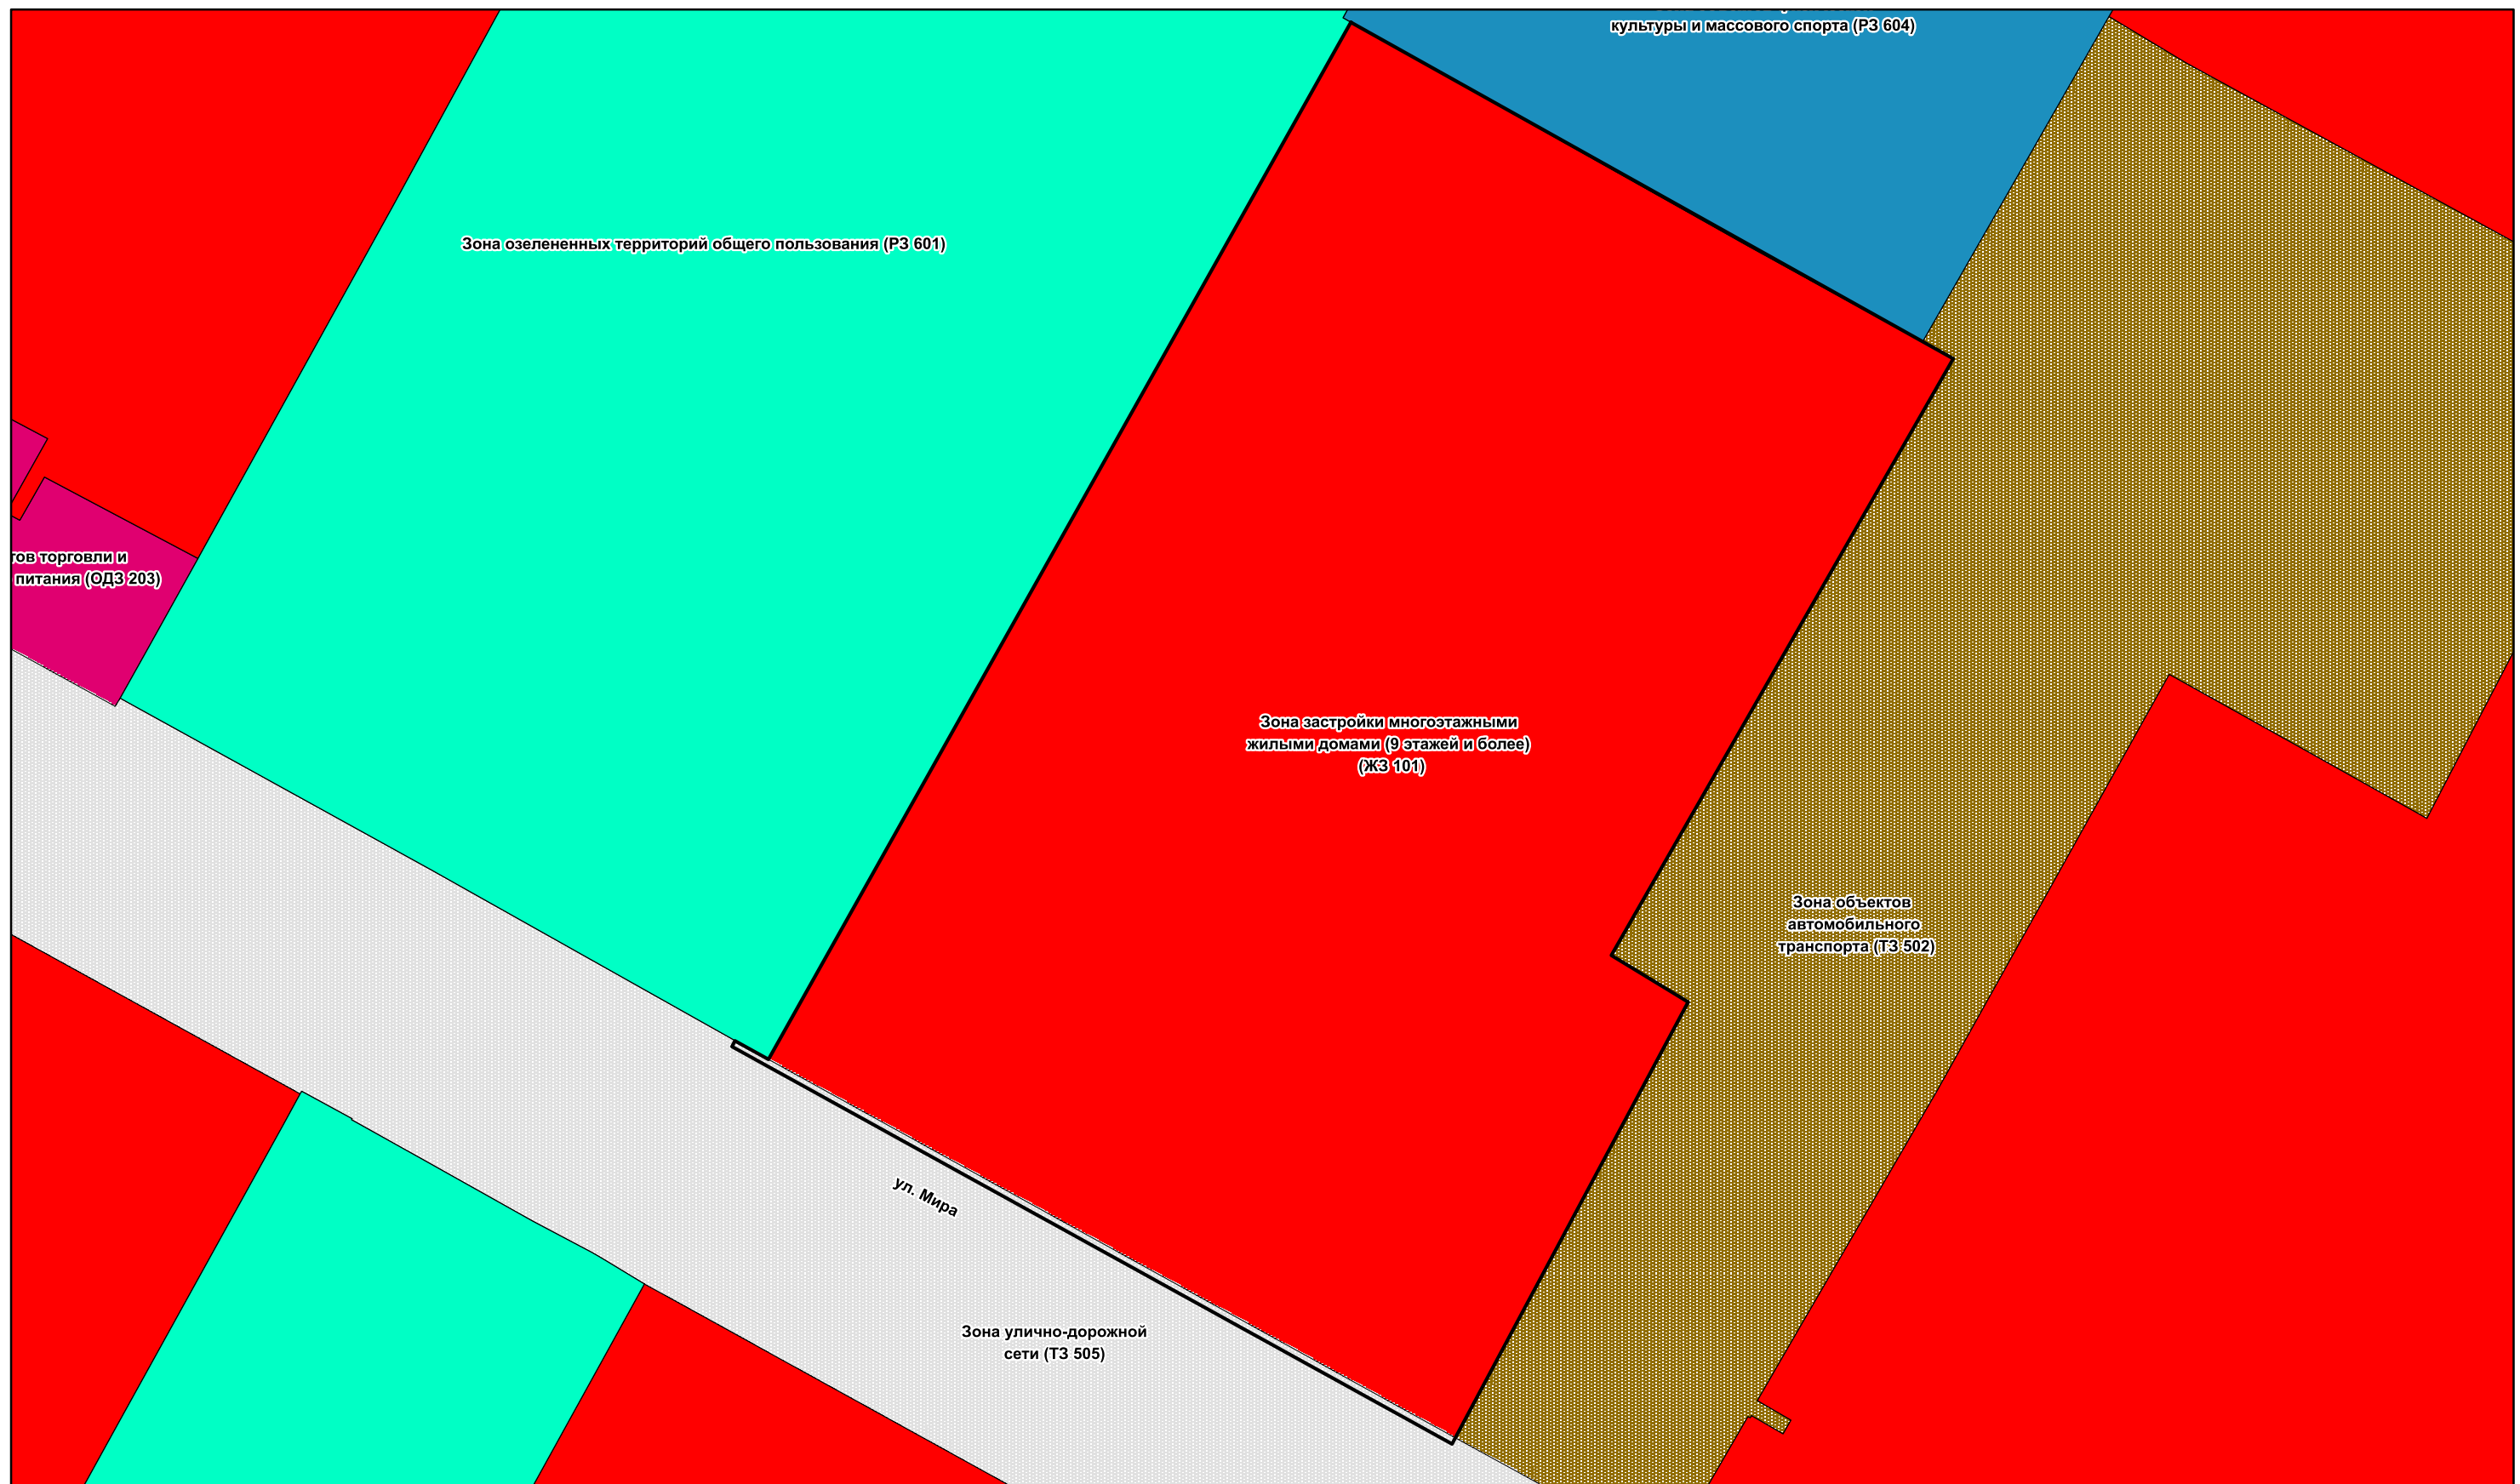 культуры и массового спорта (РЗ 604)
Зона озелененных территорий общего пользования (РЗ 601)
тов торговли и
питания (ОДЗ 203)
Зона застройки многоэтажными
жилыми домами (9 этажей и более)
(ЖЗ 101)
Зона объектов
автомобильного
транспорта (ТЗ 502)
ул. Мира
Зона улично-дорожной
сети (ТЗ 505)